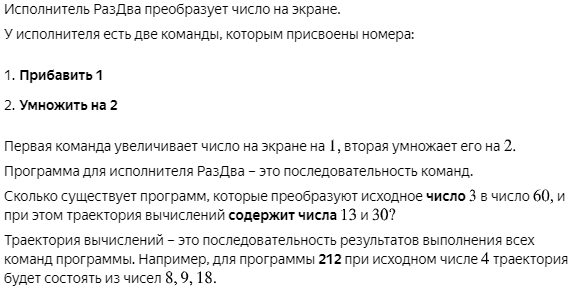 Исполнитель РазДва преобразует число на экране.
У исполнителя есть две команды, которым присвоены номера:
1. Прибавить 1
2. Умножить на 2
Первая команда увеличивает число на экране на 1, вторая умножает его на 2.
Программа для исполнителя РазДва – это последовательность команд.
Сколько существует программ, которые преобразуют исходное число 3 в число 60, и
при этом траектория вычислений содержит числа 13 и 30?
Траектория вычислений – это последовательность результатов выполнения всех
команд программы. Например, для программы 212 при исходном числе 4 траектория
будет состоять из чисел 8, 9, 18.